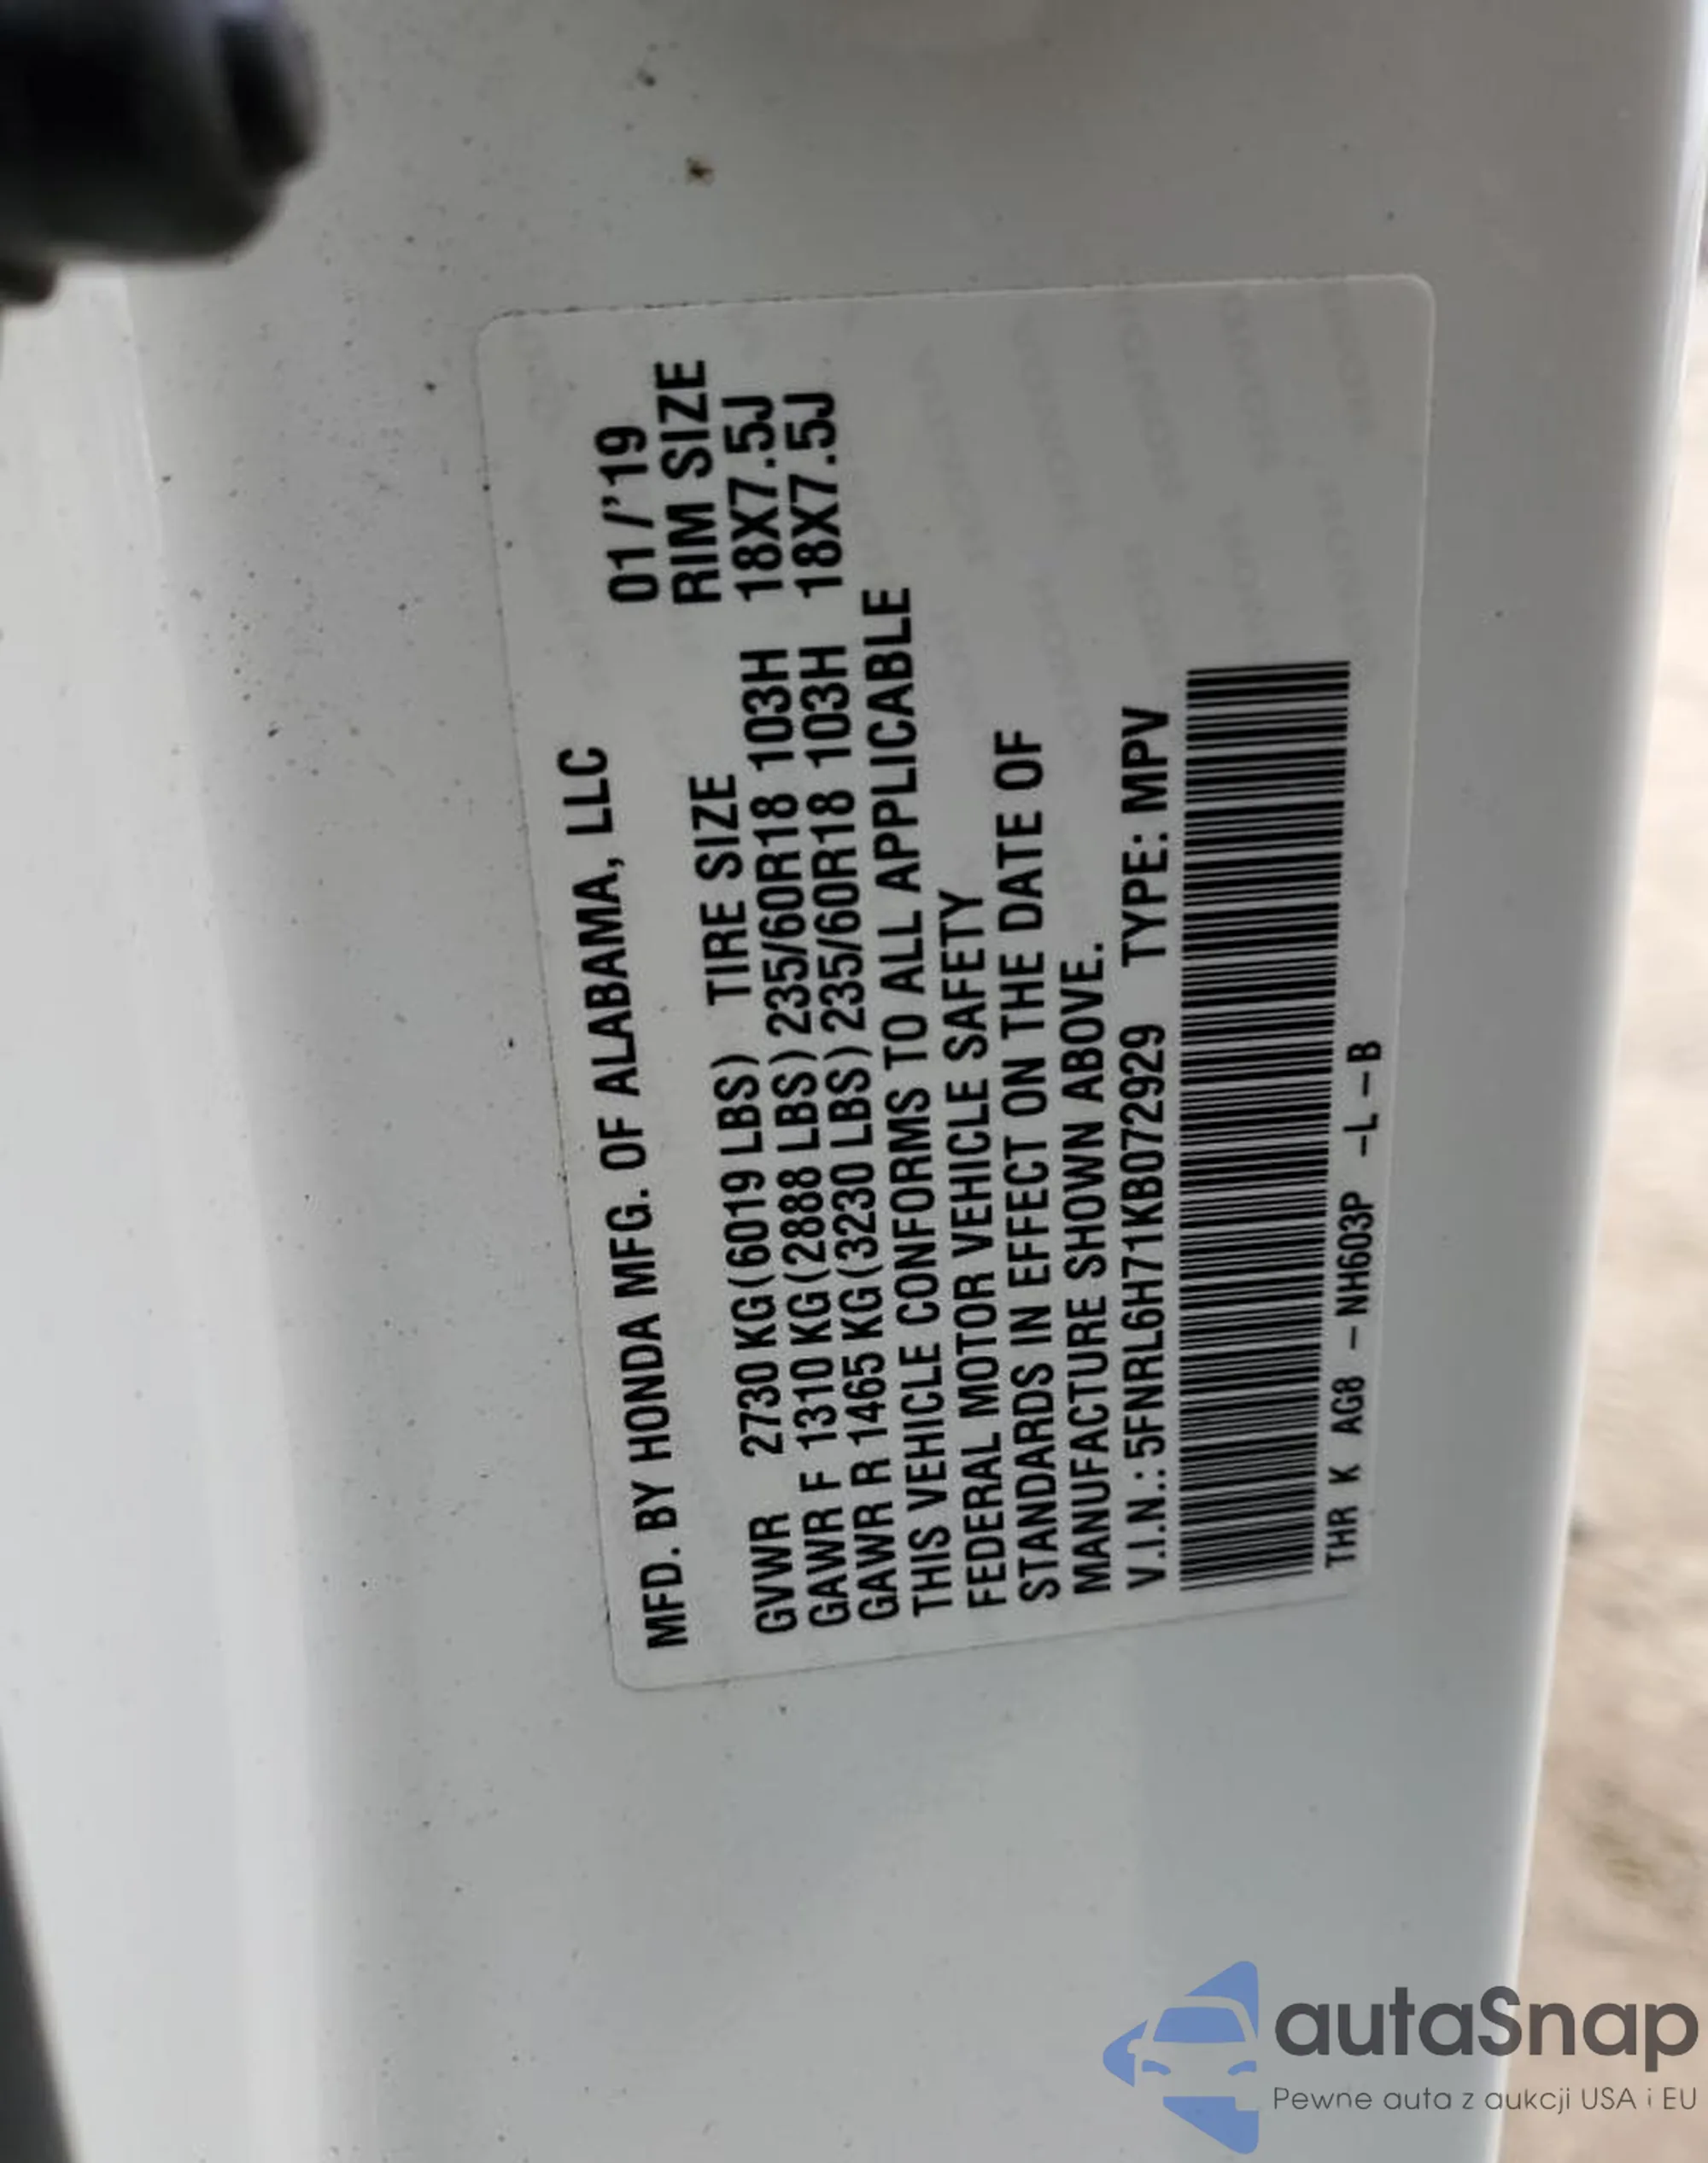 MFD. BY HONDA MFG. OF ALABAMA, LLC
01/'19
GVWR 2730 KG (6019 LBS) TIRE SIZE RIM SIZE
GAWR F 1310 KG (2888 LBS) 235/60R18 103H 18X7.5J
GAWR R 1465 KG (3230 LBS) 235/60R18 103H 18X7.5J
THIS VEHICLE CONFORMS TO ALL APPLICABLE
FEDERAL MOTOR VEHICLE SAFETY
STANDARDS IN EFFECT ON THE DATE OF
MANUFACTURE SHOWN ABOVE.
V.I.N.: 5FNRL6H71KB072929 TYPE: MPV
THR K AG8 – NH603P –L–B
autaSnap
Pewne auta z aukcji USA i EU